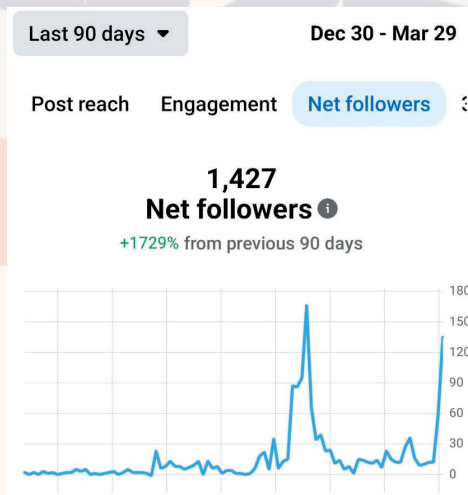 Last 90 days
Dec 30 - Mar 29
Post reach Engagement Net followers
1,427
Net followers
+1729% from previous 90 days
180
150
120
90
60
30
0